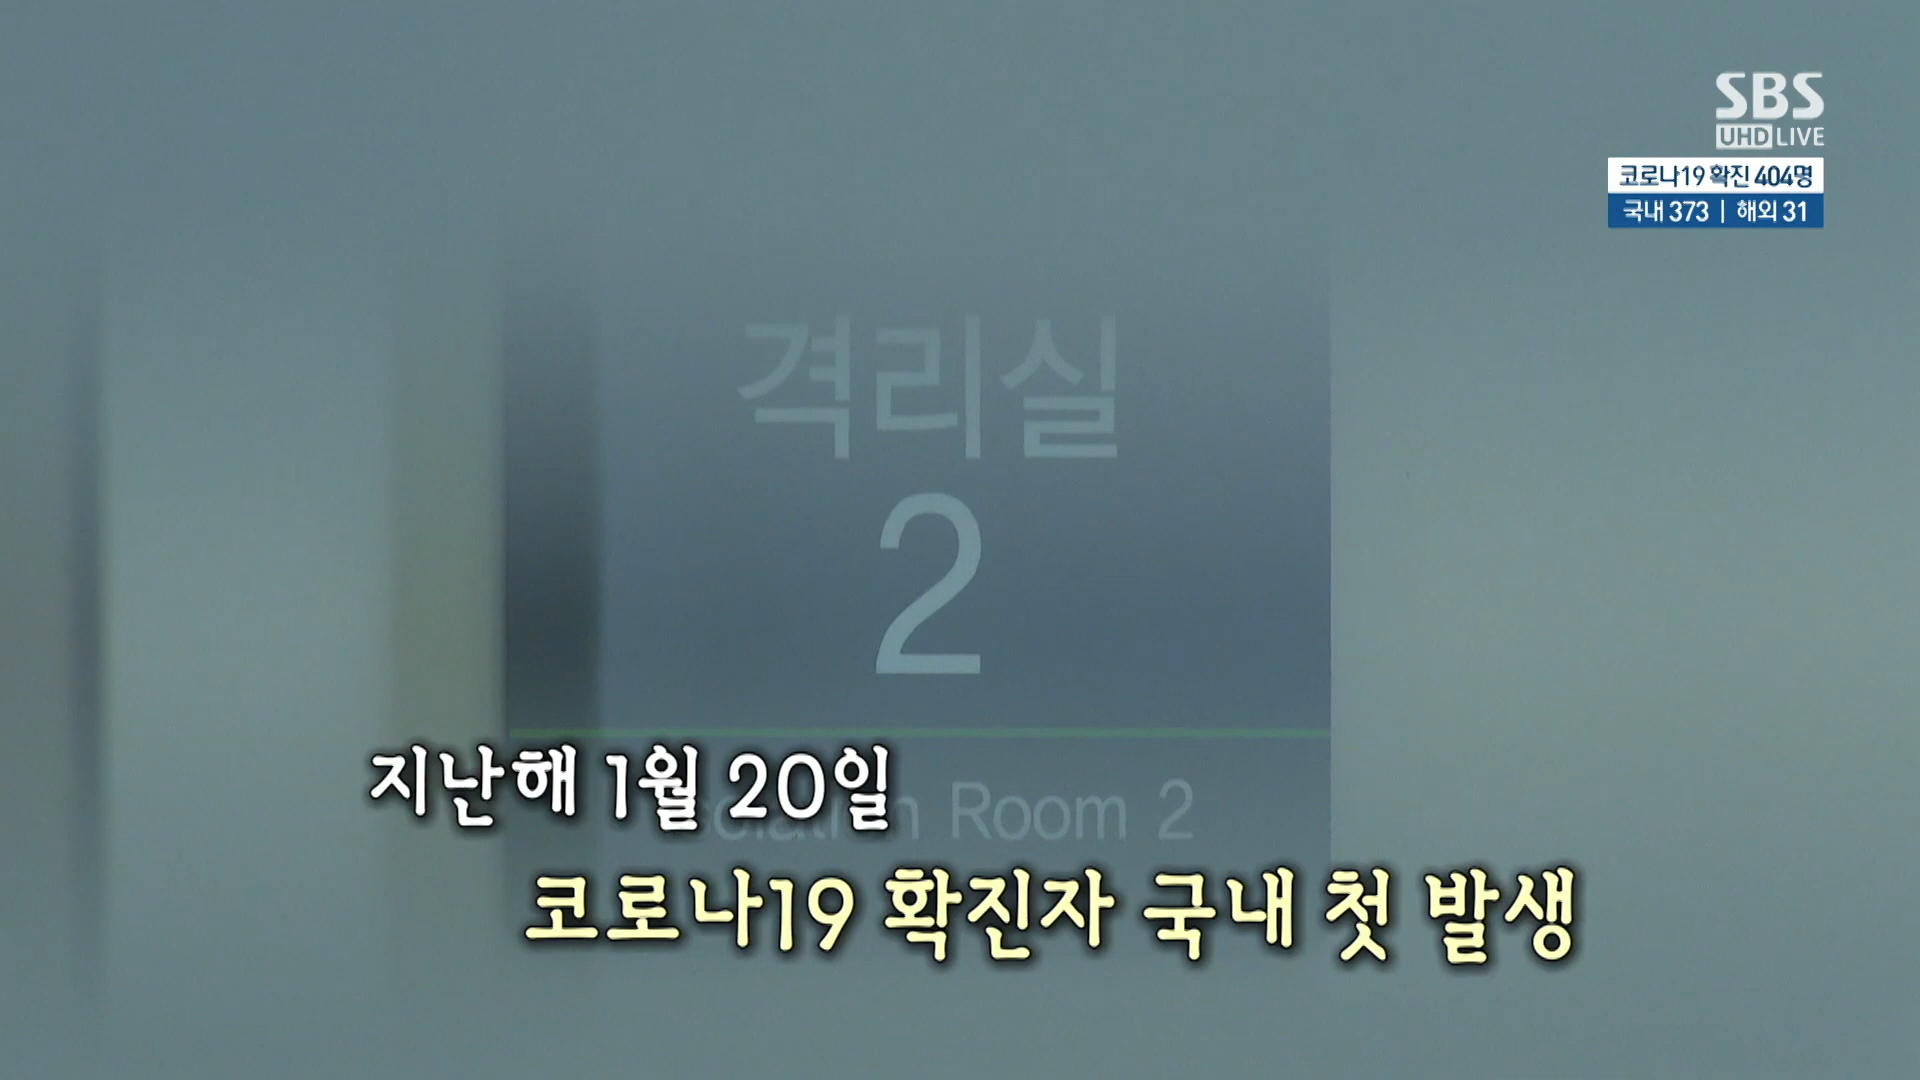 SBS
UHD LIVE
코로나19 확진 404명
국내 373 | 해외 31
격리실
2
Isolation Room 2
지난해 1월 20일
코로나19 확진자 국내 첫 발생